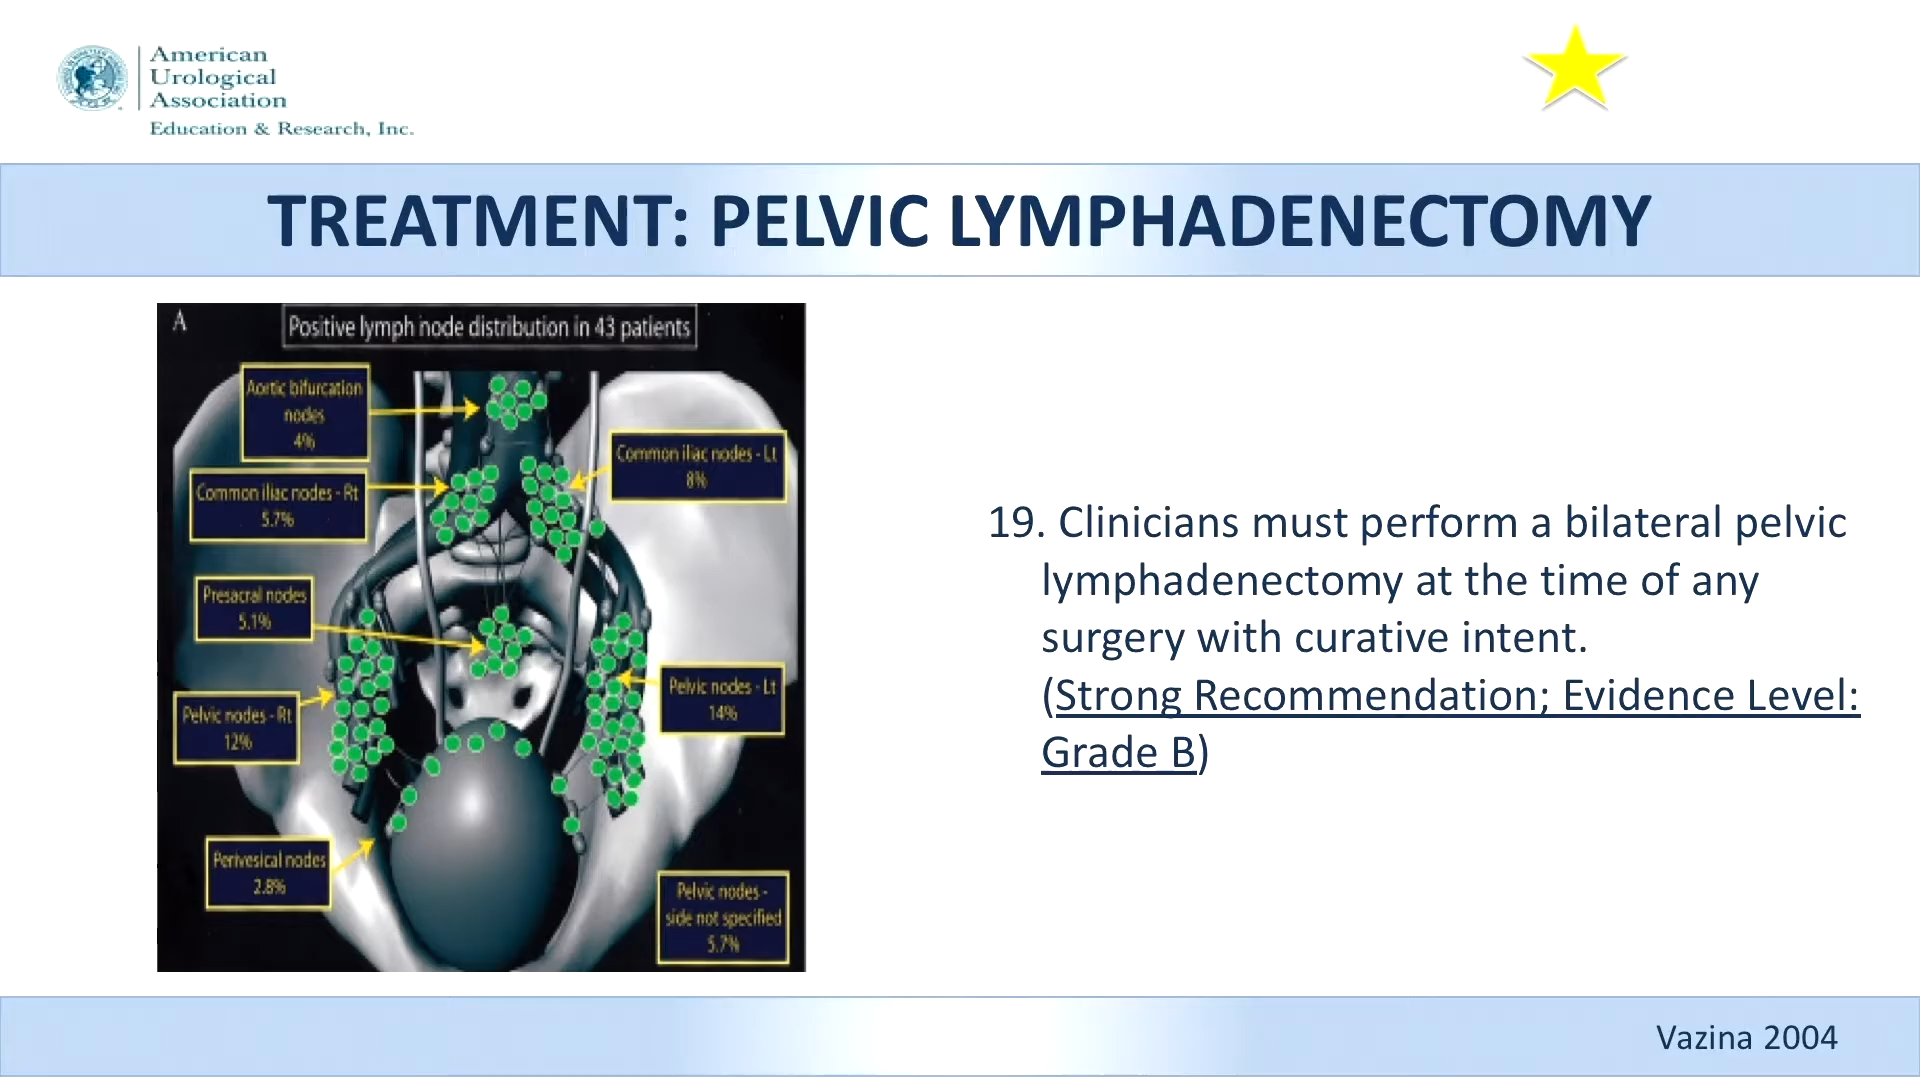 American
Urological
Association
Education & Research, Inc.
TREATMENT: PELVIC LYMPHADENECTOMY
A
Positive lymph node distribution in 43 patients
Aortic bifurcation
nodes
4%
Common iliac nodes - Lt
8%
Common iliac nodes - Rt
5.7%
Presacral nodes
5.1%
Pelvic nodes - Lt
14%
Pelvic nodes - Rt
12%
Perivesical nodes
2.8%
Pelvic nodes -
side not specified
5.7%
19. Clinicians must perform a bilateral pelvic
lymphadenectomy at the time of any
surgery with curative intent.
(Strong Recommendation; Evidence Level:
Grade B)
Vazina 2004